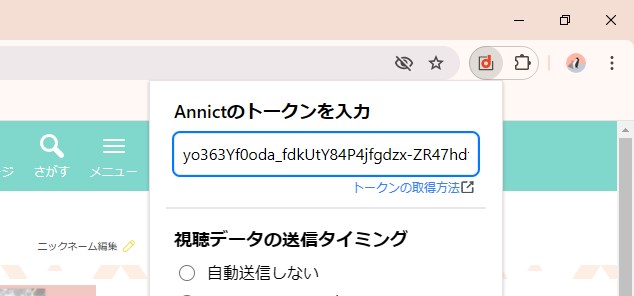 Annictのトークンを入力
yo363Yf0oda_fdkUtY84P4jfgdzx-ZR47hd
トークンの取得方法
さがす
メニュー
ニックネーム編集
視聴データの送信タイミング
自動送信しない